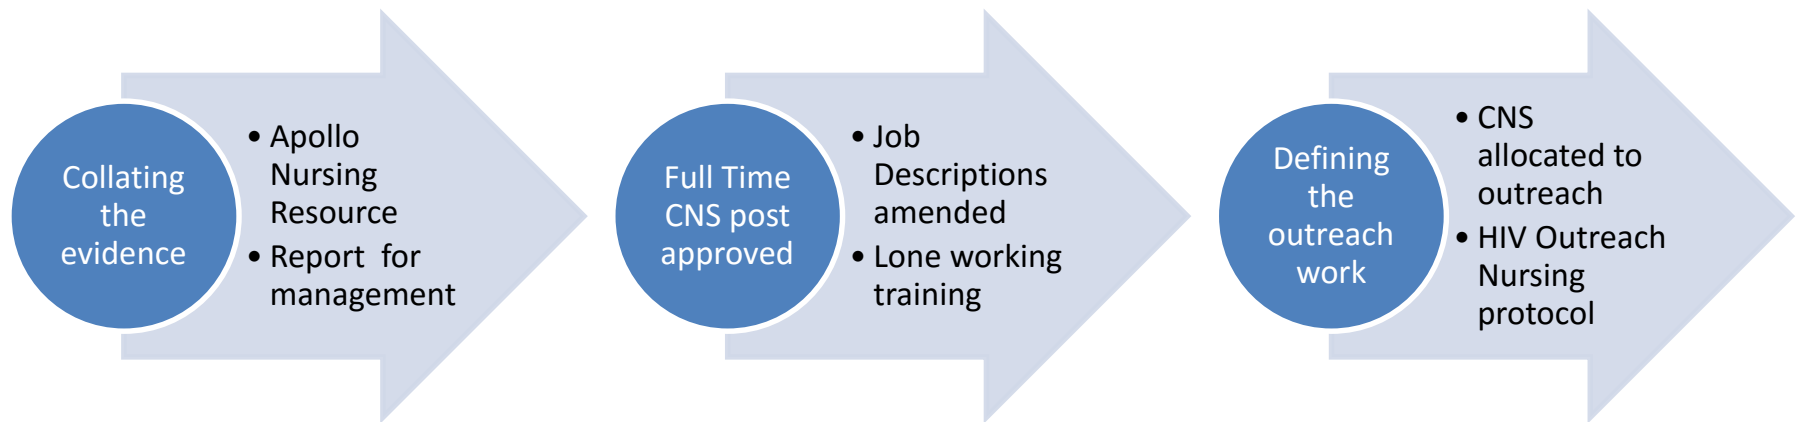 Collating
the
evidence
• Apollo
Nursing
Resource
• Report for
management
Full Time
CNS post
approved
• Job
Descriptions
amended
• Lone working
training
Defining
the
outreach
work
• CNS
allocated to
outreach
• HIV Outreach
Nursing
protocol